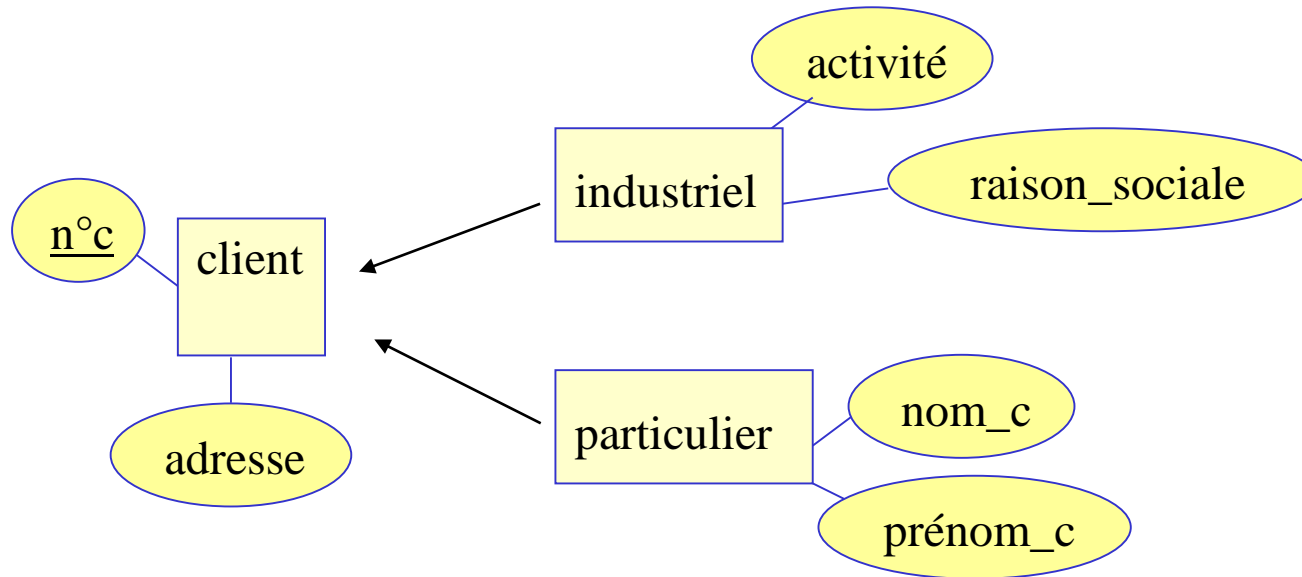 activité
industriel
raison_sociale
n°c
client
adresse
particulier
nom_c
prénom_c